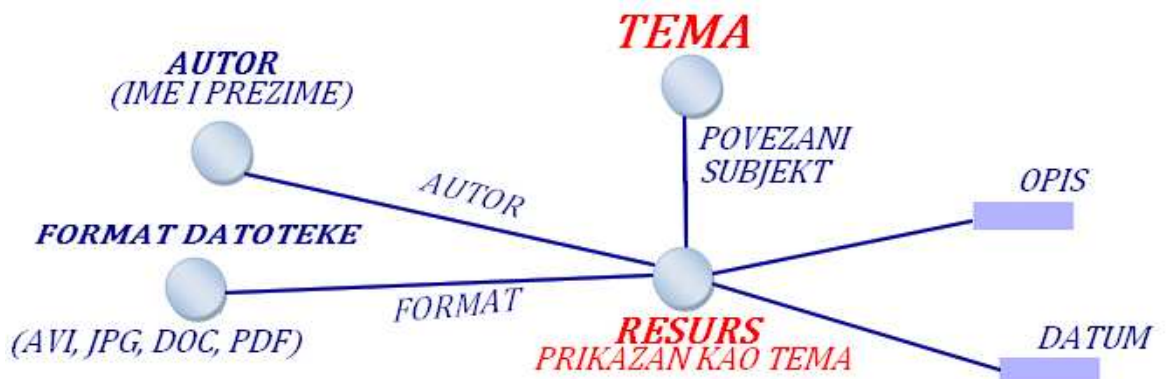 TEMA
AUTOR
(IME I PREZIME)
POVEZANI
SUBJEKT
OPIS
AUTOR
FORMAT DATOTEKE
FORMAT
(AVI, JPG, DOC, PDF)
RESURS
PRIKAZAN KAO TEMA
DATUM